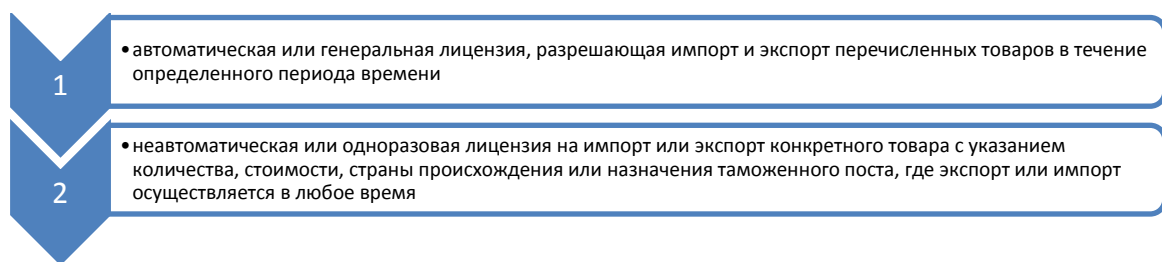 1
•автоматическая или генеральная лицензия, разрешающая импорт и экспорт перечисленных товаров в течение
определенного периода времени
2
•неавтоматическая или одноразовая лицензия на импорт или экспорт конкретного товара с указанием
количества, стоимости, страны происхождения или назначения таможенного поста, где экспорт или импорт
осуществляется в любое время